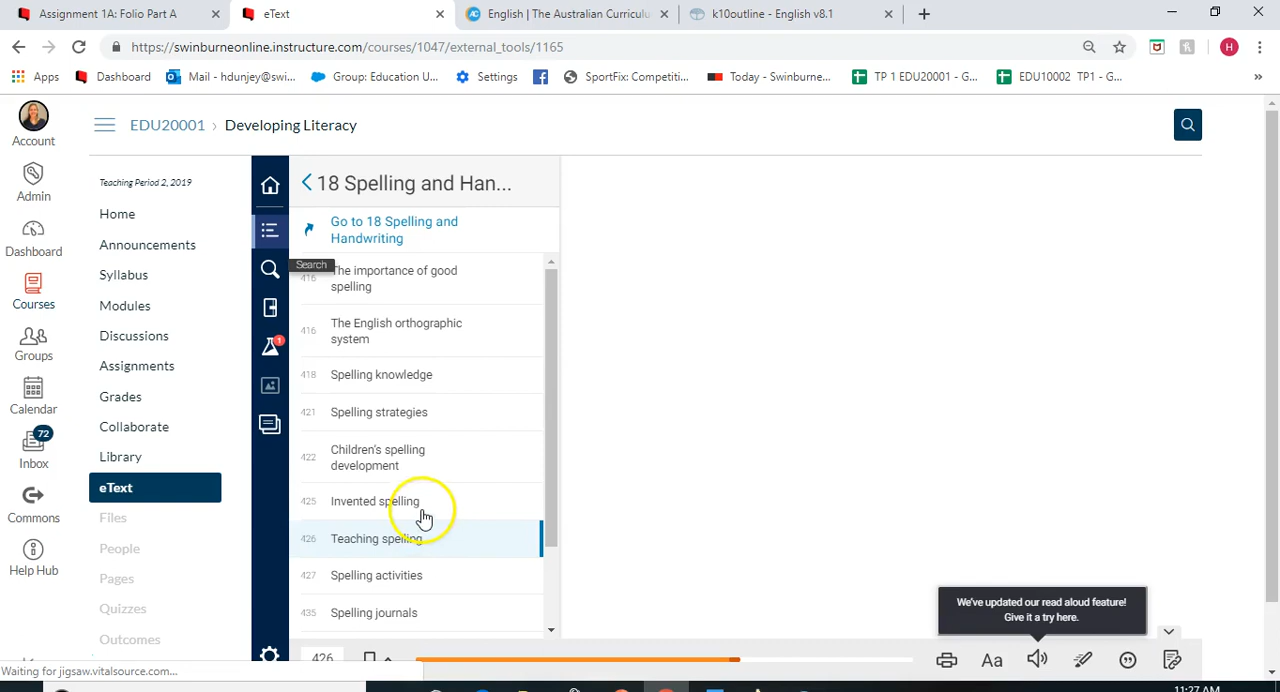 Assignment 1A: Folio Part A
eText
English | The Australian Curriculu
k10outline - English v8.1
https://swinburneonline.instructure.com/courses/1047/external_tools/1165
H
Apps
Dashboard
Mail - hdunjey@swi...
Group: Education U...
Settings
SportFix: Competiti...
Today - Swinburne...
TP 1 EDU20001 - G...
EDU10002 TP1 - G...
»
Account
Admin
Dashboard
Courses
Groups
Calendar
72
Inbox
Commons
Help Hub
EDU20001 › Developing Literacy
Teaching Period 2, 2019
Home
Announcements
Syllabus
Modules
Discussions
Assignments
Grades
Collaborate
Library
eText
Files
People
Pages
Quizzes
Outcomes
1
18 Spelling and Han...
Go to 18 Spelling and
Handwriting
Search
416 The importance of good
spelling
416 The English orthographic
system
418 Spelling knowledge
421 Spelling strategies
422 Children's spelling
development
425 Invented spelling
426 Teaching spelling
427 Spelling activities
435 Spelling journals
We've updated our read aloud feature!
Give it a try here.
426
Aa
Waiting for jigsaw.vitalsource.com...
11:27 AM